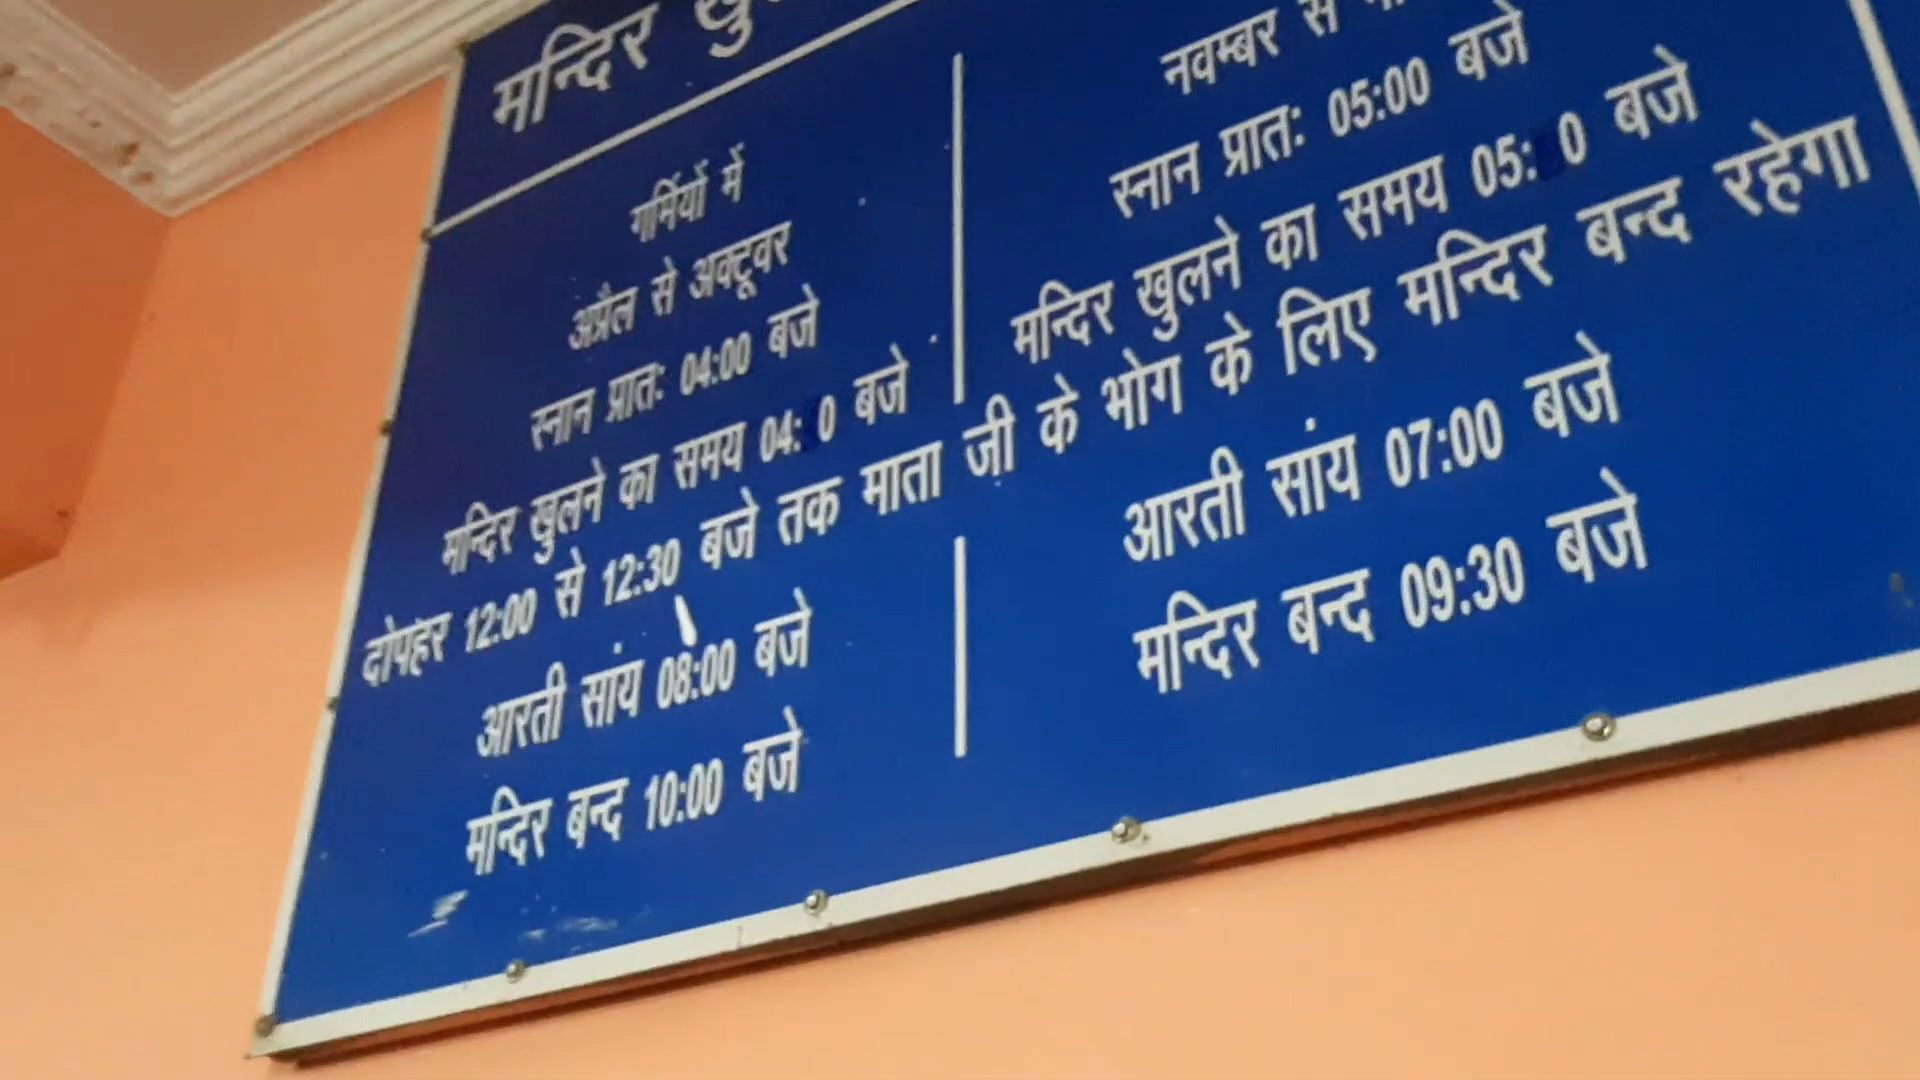 मन्दिर
गर्मियों में
अप्रैल से अक्टूवर
स्नान प्रातः 04:00 बजे
मन्दिर खुलने का समय 04: 0 बजे
नवम्बर से
स्नान प्रातः 05:00 बजे
मन्दिर खुलने का समय 05: 0 बजे
दोपहर 12:00 से 12:30 बजे तक माता जी के भोग के लिए मन्दिर बन्द रहेगा
आरती सांय 08:00 बजे
मन्दिर बन्द 10:00 बजे
आरती सांय 07:00 बजे
मन्दिर बन्द 09:30 बजे